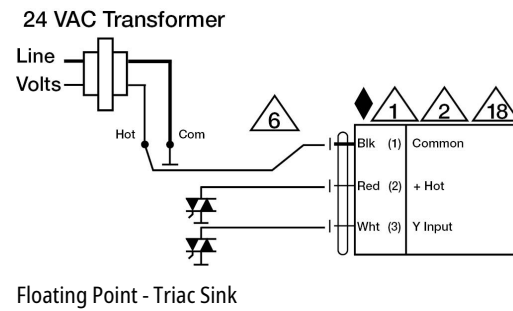 24 VAC Transformer
Line
Volts
Hot
Com
6
1
2
18
Blk (1) Common
Red (2) + Hot
Wht (3) Y Input
Floating Point - Triac Sink